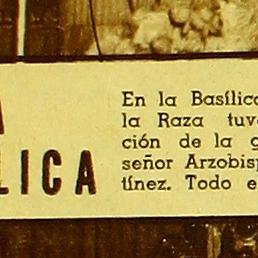 A
LICA
En la Basílica
la Raza tuv
ción de la g
señor Arzobisp
tínez. Todo e